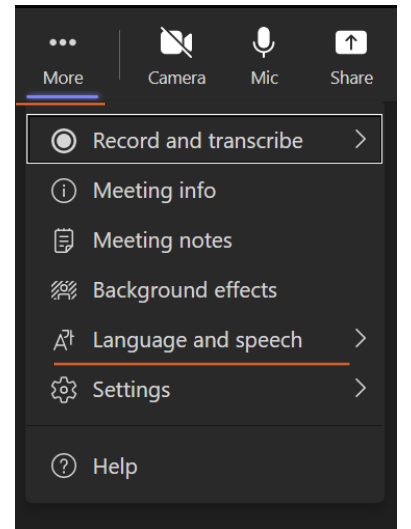 More Camera Mic Share
Record and transcribe
Meeting info
Meeting notes
Background effects
Language and speech
Settings
Help